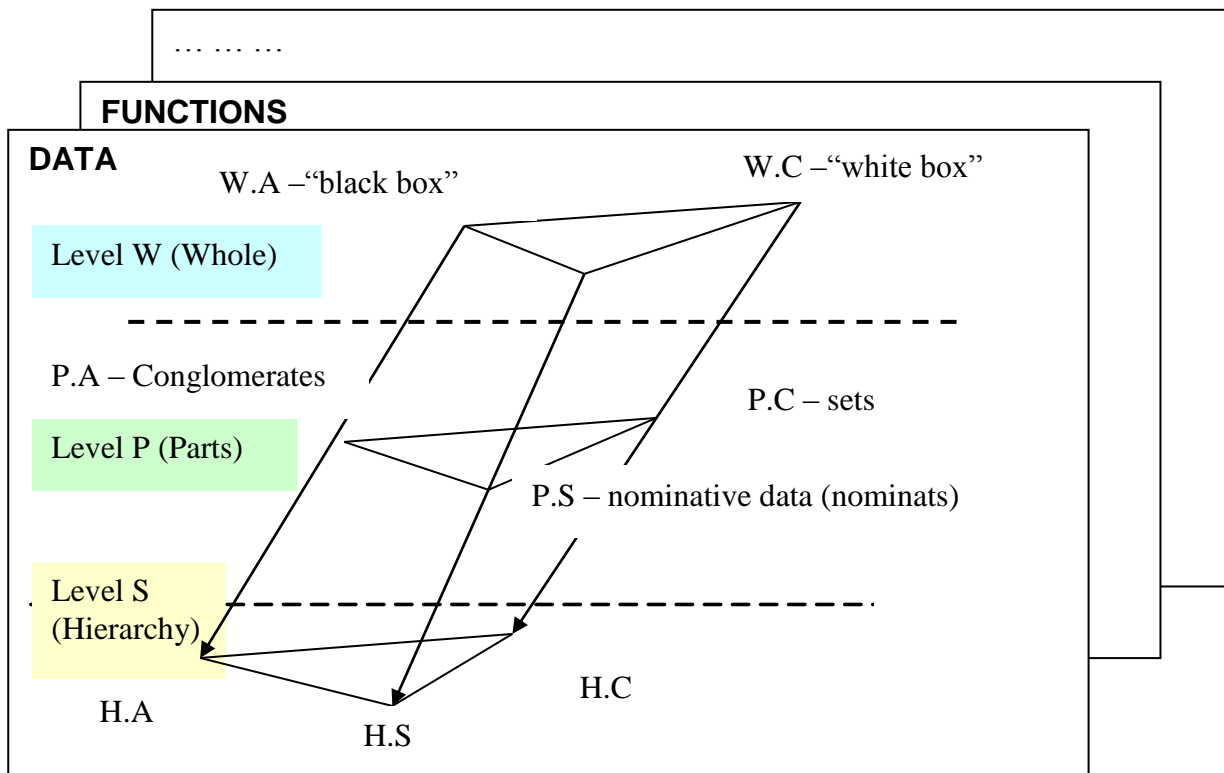 … … …
FUNCTIONS
DATA
W.A –“black box”
W.C –“white box”
Level W (Whole)
P.A – Conglomerates
P.C – sets
Level P (Parts)
P.S – nominative data (nominats)
Level S
(Hierarchy)
H.A
H.S
H.C